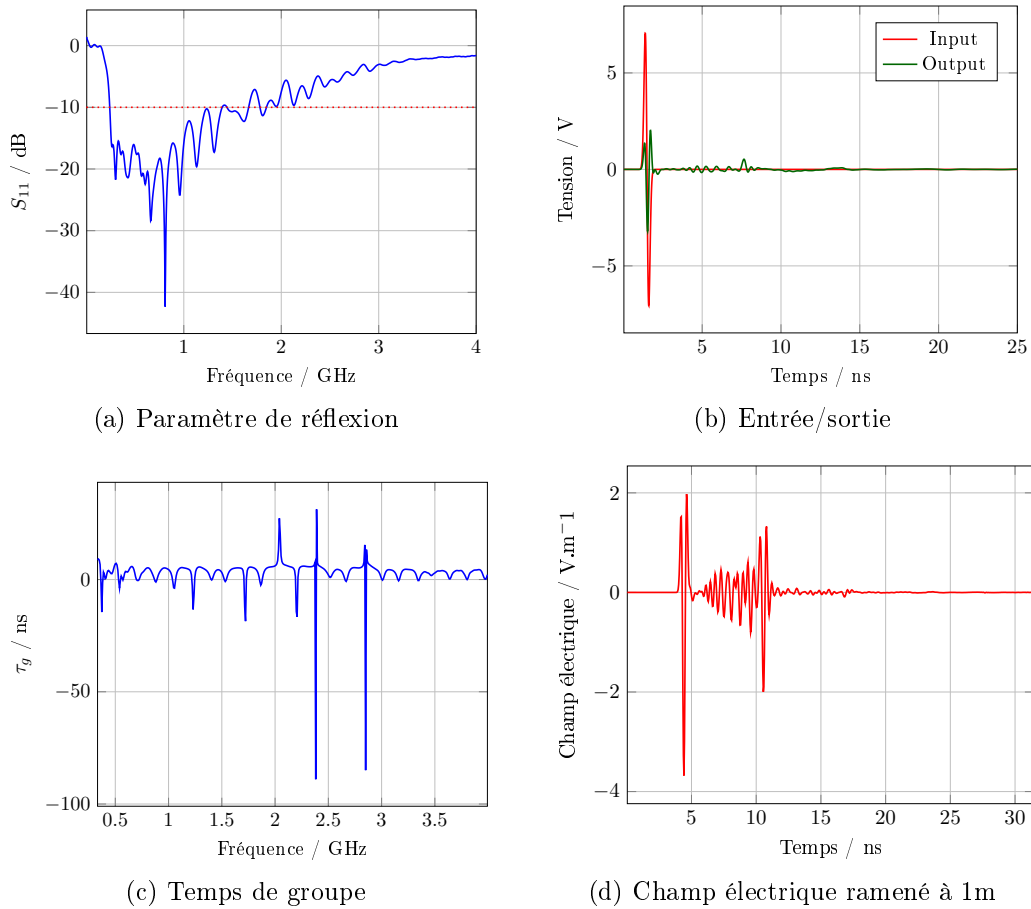 0
−10
−20
−30
−40
1
2
3
4
S11 / dB
Fréquence / GHz
(a) Paramètre de réflexion
Input
Output
5
0
−5
5
10
15
20
25
Tension / V
Temps / ns
(b) Entrée/sortie
0
−50
−100
0.5
1
1.5
2
2.5
3
3.5
τg / ns
Fréquence / GHz
(c) Temps de groupe
2
0
−2
−4
5
10
15
20
25
30
Champ électrique / V.m−1
Temps / ns
(d) Champ électrique ramené à 1m